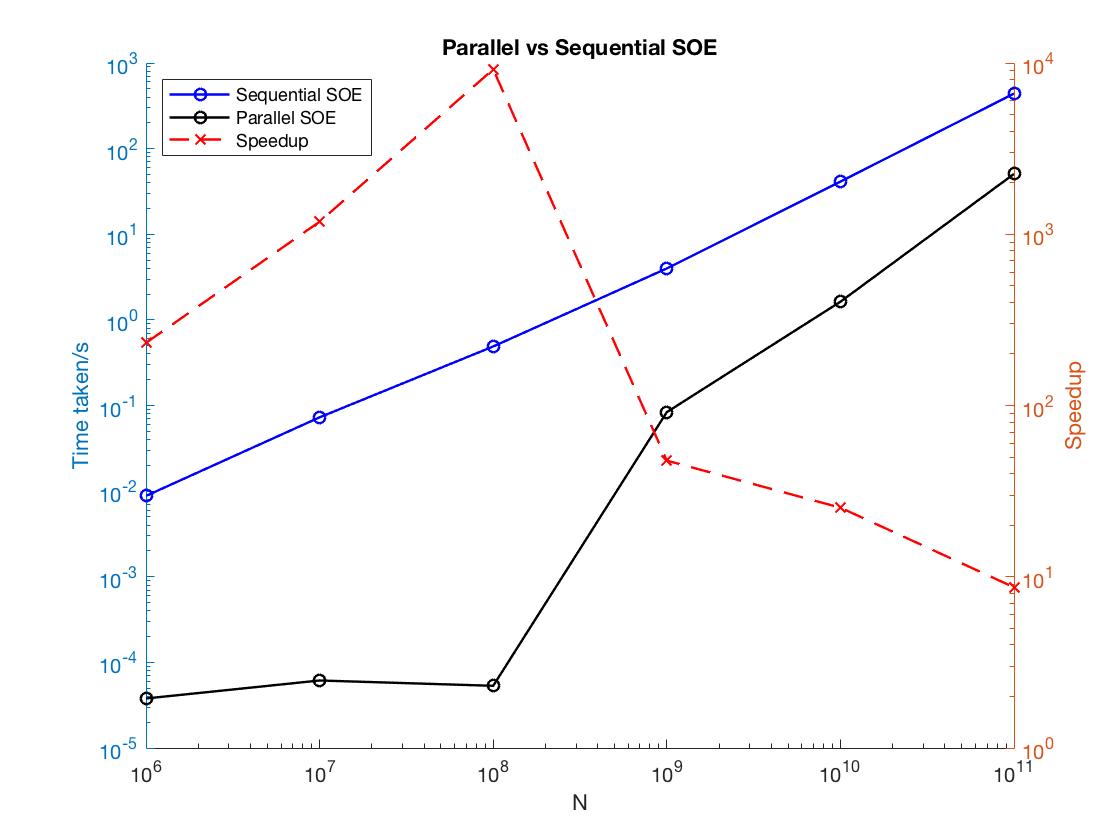 Parallel vs Sequential SOE
Sequential SOE
Parallel SOE
Speedup
Time taken/s
10^3
10^2
10^1
10^0
10^-1
10^-2
10^-3
10^-4
10^-5
10^4
10^3
10^2
10^1
10^0
Speedup
10^6 10^7 10^8 10^9 10^10 10^11
N